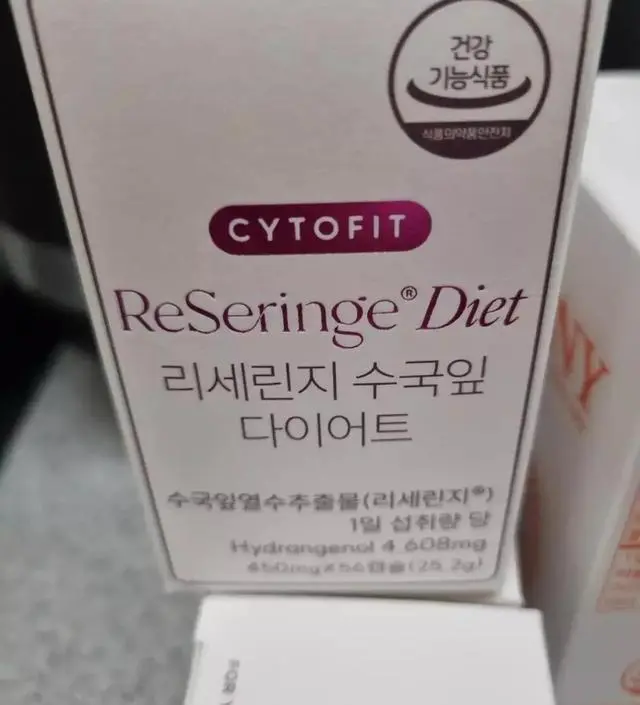 건강
기능식품
식품의약품안전처
CYTOFIT
ReSeringe® Diet
리세린지 수국잎
다이어트
수국잎열수추출물(리세린지®)
1일 섭취량 당
Hydrangenol 4.608mg
450mg×56캡슐(25.2g)
NY
FOR